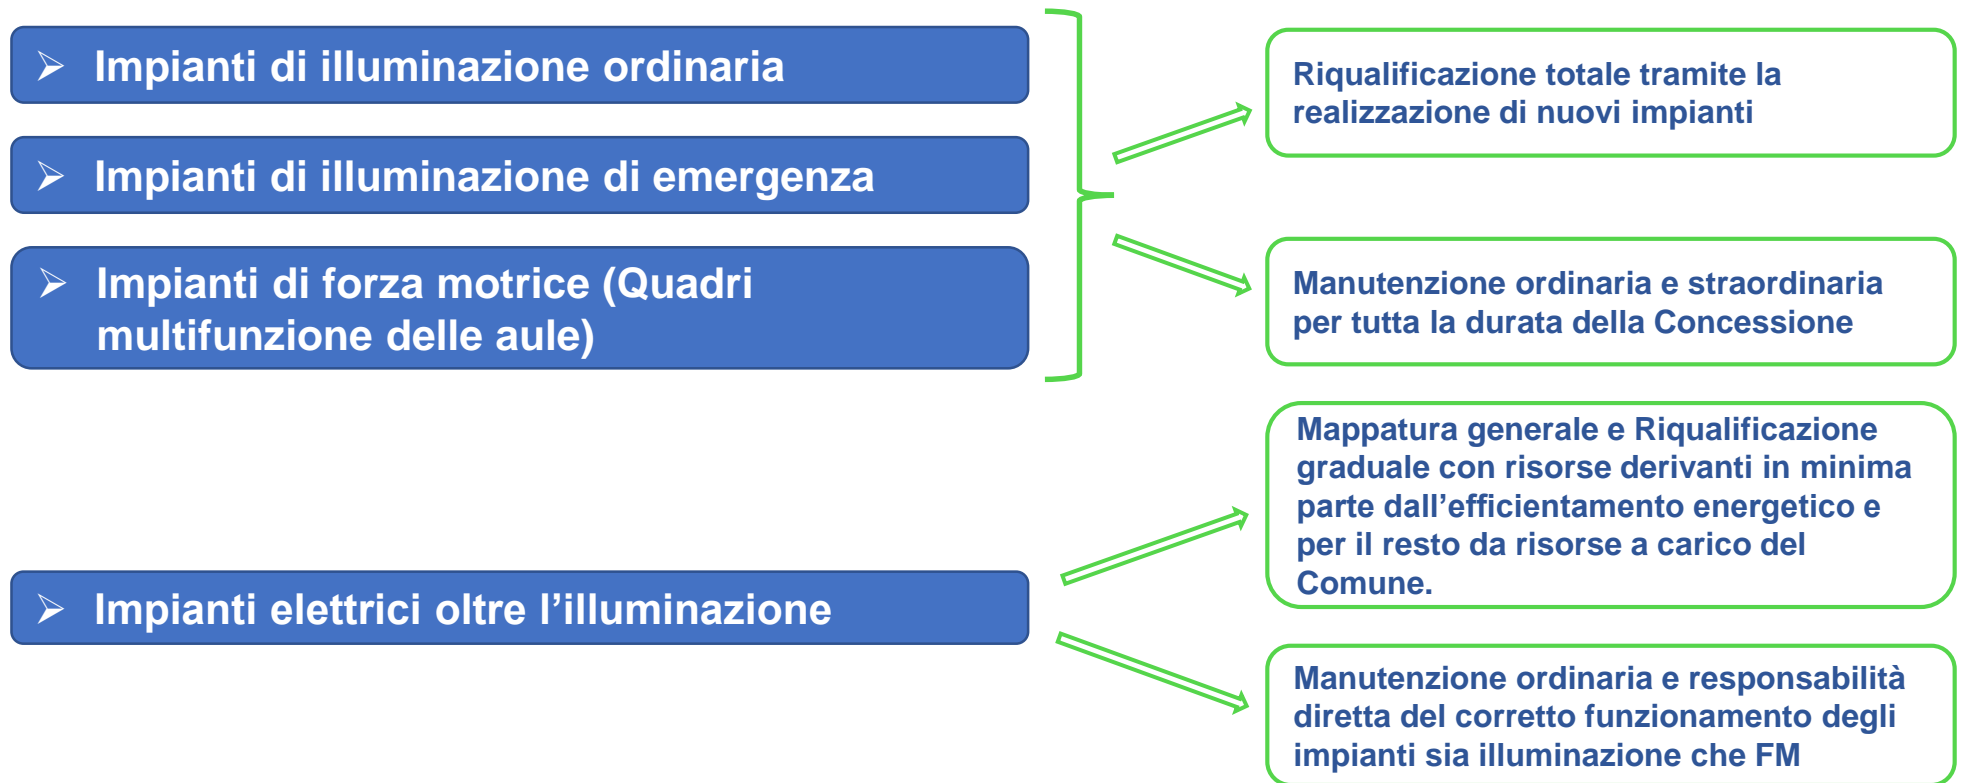 ➢ Impianti di illuminazione ordinaria
➢ Impianti di illuminazione di emergenza
➢ Impianti di forza motrice (Quadri
multifunzione delle aule)
Riqualificazione totale tramite la
realizzazione di nuovi impianti
Manutenzione ordinaria e straordinaria
per tutta la durata della Concessione
➢ Impianti elettrici oltre l’illuminazione
Mappatura generale e Riqualificazione
graduale con risorse derivanti in minima
parte dall’efficientamento energetico e
per il resto da risorse a carico del
Comune.
Manutenzione ordinaria e responsabilità
diretta del corretto funzionamento degli
impianti sia illuminazione che FM